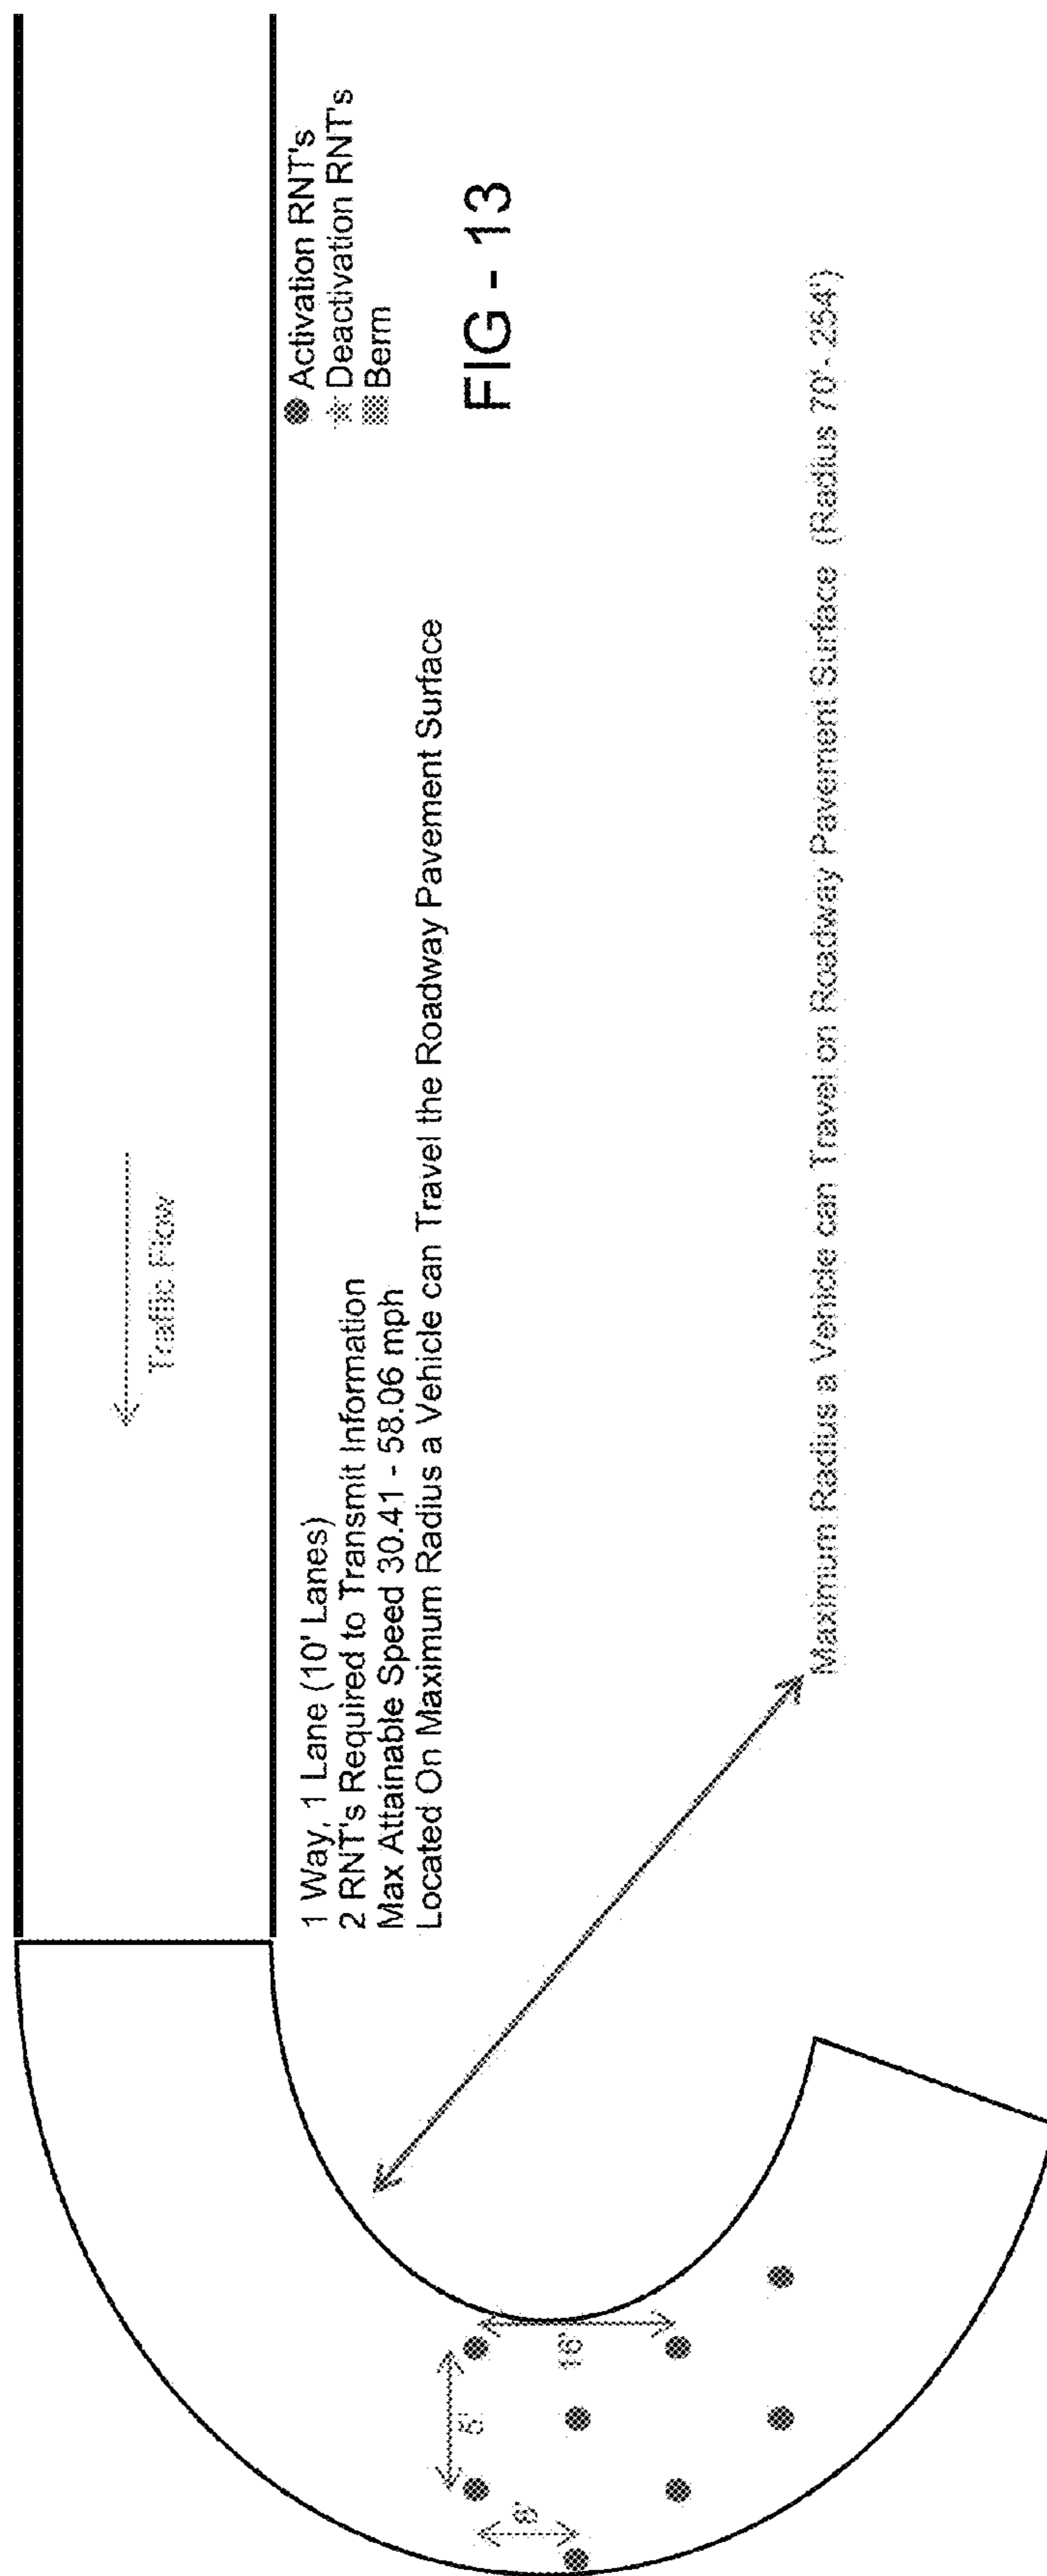 Traffic Flow
1 Way, 1 Lane (10' Lanes)
2 RNT's Required to Transmit Information
Max Attainable Speed 30.41 - 58.06 mph
Located On Maximum Radius a Vehicle can Travel the Roadway Pavement Surface
Activation RNT's
Deactivation RNT's
Berm
FIG - 13
Maximum Radius a Vehicle can Travel on Roadway Pavement Surface (Radius 70'- 254')
16'
8'